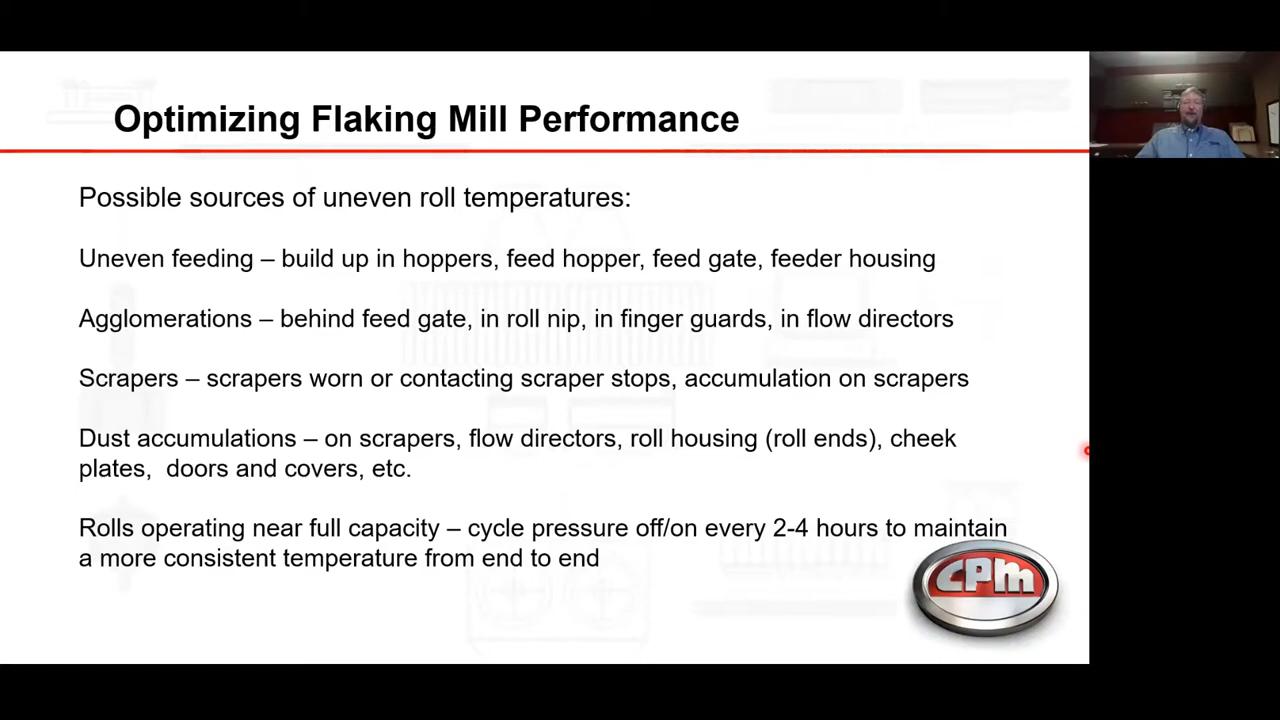 Optimizing Flaking Mill Performance
Possible sources of uneven roll temperatures:
Uneven feeding – build up in hoppers, feed hopper, feed gate, feeder housing
Agglomerations – behind feed gate, in roll nip, in finger guards, in flow directors
Scrapers – scrapers worn or contacting scraper stops, accumulation on scrapers
Dust accumulations – on scrapers, flow directors, roll housing (roll ends), cheek
plates,  doors and covers, etc.
Rolls operating near full capacity – cycle pressure off/on every 2-4 hours to maintain
a more consistent temperature from end to end
CPM